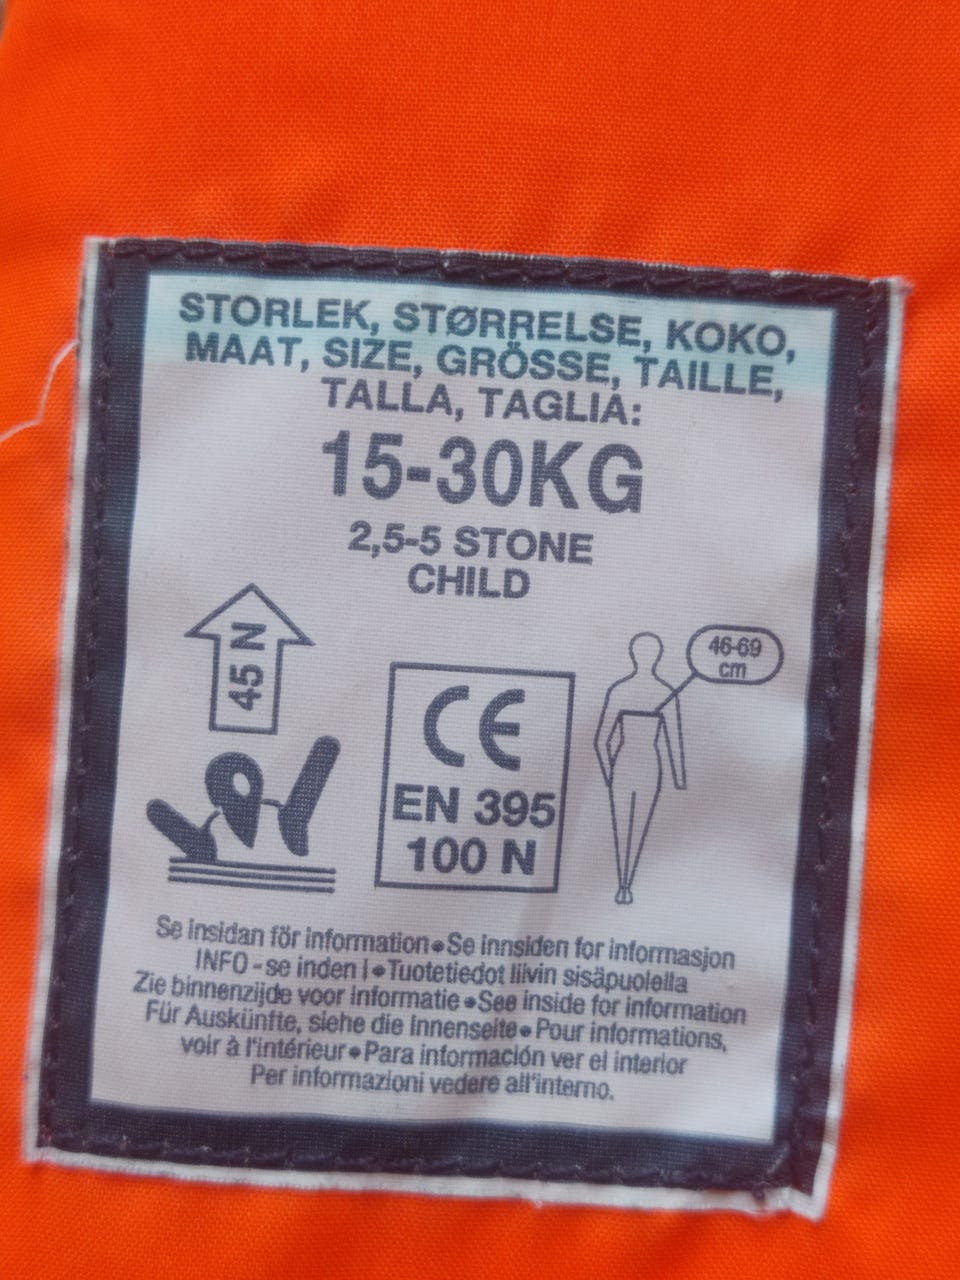 STORLEK, STØRRELSE, KOKO,
MAAT, SIZE, GRÖSSE, TAILLE,
TALLA, TAGLIA:
15-30KG
2,5-5 STONE
CHILD
45 N
46-69
cm
CE
EN 395
100 N
Se insidan för information • Se innsiden for informasjon
INFO - se inden I • Tuotetiedot liivin sisäpuolella
Zie binnenzijde voor informatie • See inside for information
Für Auskünfte, siehe die Innenseite • Pour informations,
voir à l'intérieur • Para información ver el interior
Per informazioni vedere all'interno.